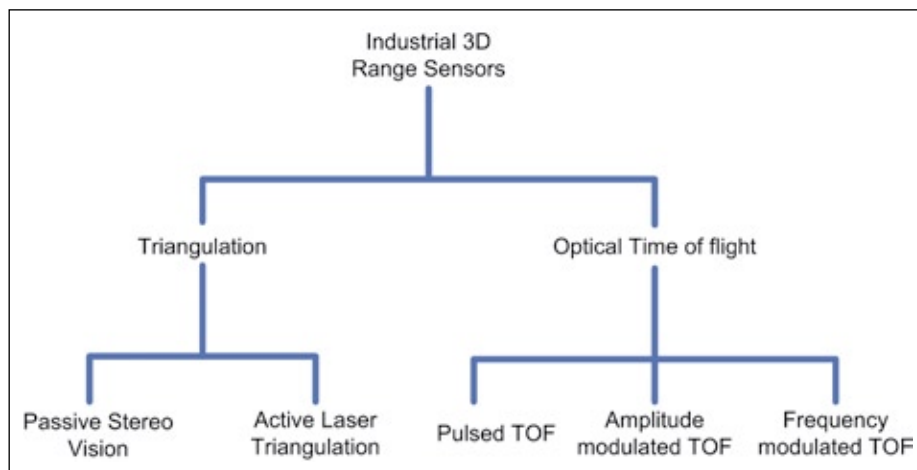 Industrial 3D
Range Sensors
Triangulation
Optical Time of flight
Passive Stereo
Vision
Active Laser
Triangulation
Pulsed TOF
Amplitude
modulated TOF
Frequency
modulated TOF